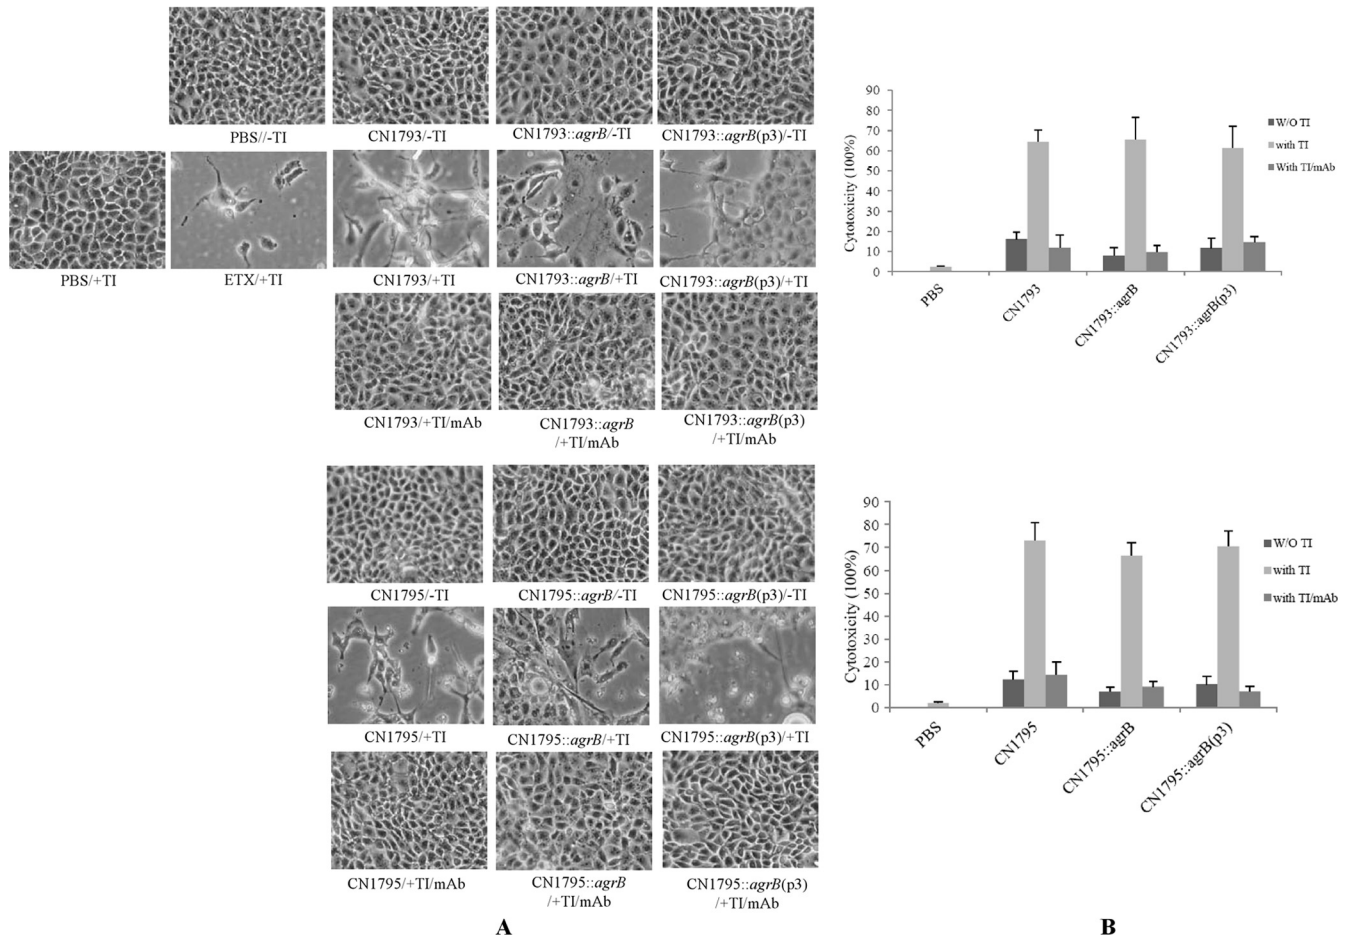 PBS//-TI
CN1793/-TI
CN1793::agrB/-TI
CN1793::agrB(p3)/-TI
PBS/+TI
ETX/+TI
CN1793/+TI
CN1793::agrB/+TI
CN1793::agrB(p3)/+TI
CN1793/+TI/mAb
CN1793::agrB
/+TI/mAb
CN1793::agrB(p3)
/+TI/mAb
CN1795/-TI
CN1795::agrB/-TI
CN1795::agrB(p3)/-TI
CN1795/+TI
CN1795::agrB/+TI
CN1795::agrB(p3)/+TI
CN1795/+TI/mAb
CN1795::agrB
/+TI/mAb
CN1795::agrB(p3)
/+TI/mAb
A
Cytotoxicity (100%)
90
80
70
60
50
40
30
20
10
0
PBS
CN1793
CN1793::agrB
CN1793::agrB(p3)
W/O TI
with TI
With TI/mAb
Cytotoxicity (100%)
90
80
70
60
50
40
30
20
10
0
PBS
CN1795
CN1795::agrB
CN1795::agrB(p3)
W/O TI
with TI
with TI/mAb
B